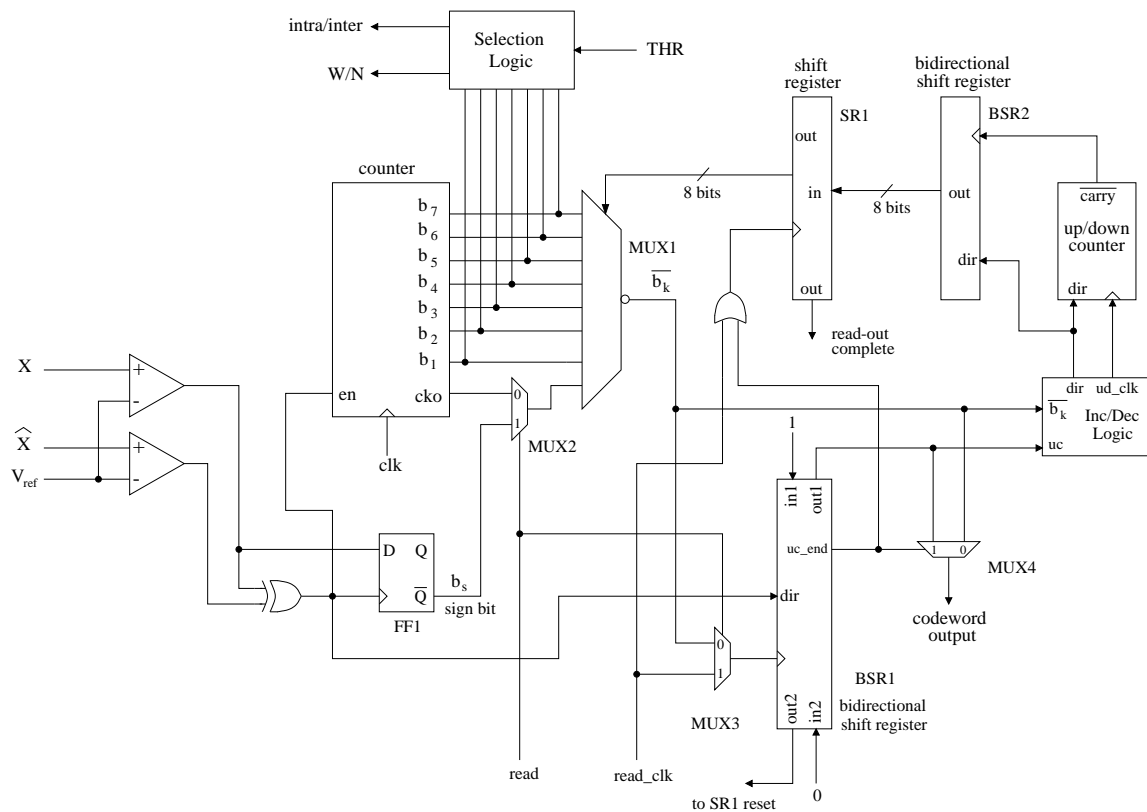 intra/inter
W/N
Selection
Logic
THR
shift
register
SR1
out
in
out
bidirectional
shift register
BSR2
out
dir
8 bits
8 bits
carry
up/down
counter
dir
counter
b7
b6
b5
b4
b3
b2
b1
en
cko
clk
MUX1
bk
0
1
MUX2
read-out
complete
X
+
-
X̂
+
-
Vref
dir
ud_clk
bk
Inc/Dec
Logic
uc
1
in1
out1
uc_end
dir
out2
in2
1
0
MUX4
codeword
output
D
Q
Q
FF1
bs
sign bit
0
1
MUX3
BSR1
bidirectional
shift register
read
read_clk
to SR1 reset
0